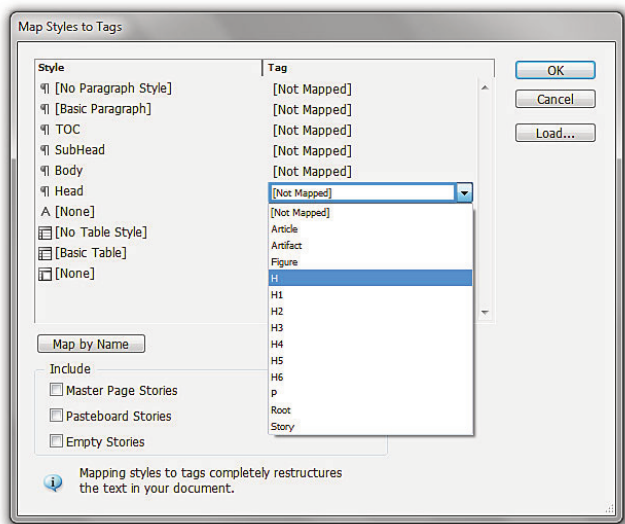 Map Styles to Tags
Style Tag
¶ [No Paragraph Style] [Not Mapped]
¶ [Basic Paragraph] [Not Mapped]
¶ TOC [Not Mapped]
¶ SubHead [Not Mapped]
¶ Body [Not Mapped]
¶ Head [Not Mapped]
A [None] [Not Mapped]
Article
[No Table Style] Artifact
[Basic Table] Figure
[None] H
H1
H2
H3
H4
H5
H6
P
Root
Story
OK
Cancel
Load...
Map by Name
Include
Master Page Stories
Pasteboard Stories
Empty Stories
Mapping styles to tags completely restructures
the text in your document.